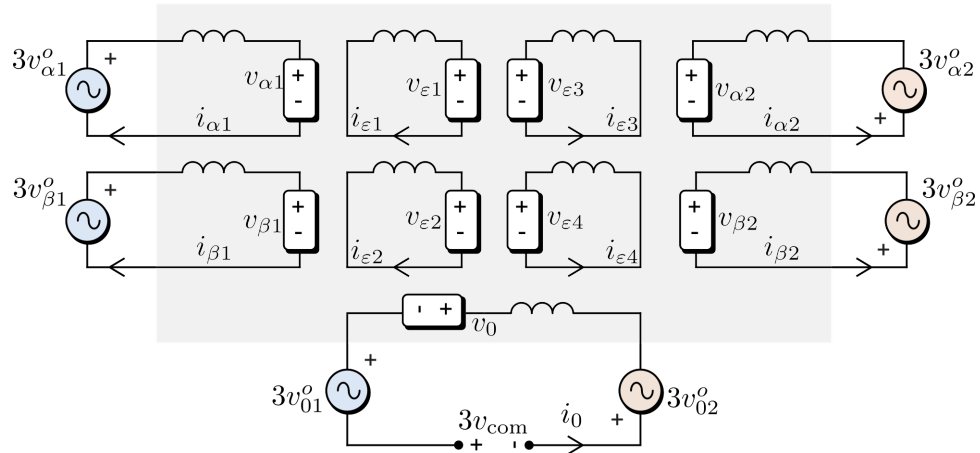 3v^o_{α1} + v_{α1} + - v_{ε1} + - + - v_{ε3} + - v_{α2} 3v^o_{α2} +
i_{α1} i_{ε1} i_{ε3} i_{α2}
3v^o_{β1} + v_{β1} + - v_{ε2} + - + - v_{ε4} + - v_{β2} 3v^o_{β2} +
i_{β1} i_{ε2} i_{ε4} i_{β2}
- + v_0
3v^o_{01} + 3v^o_{02} +
3v_{com} i_0
+ -